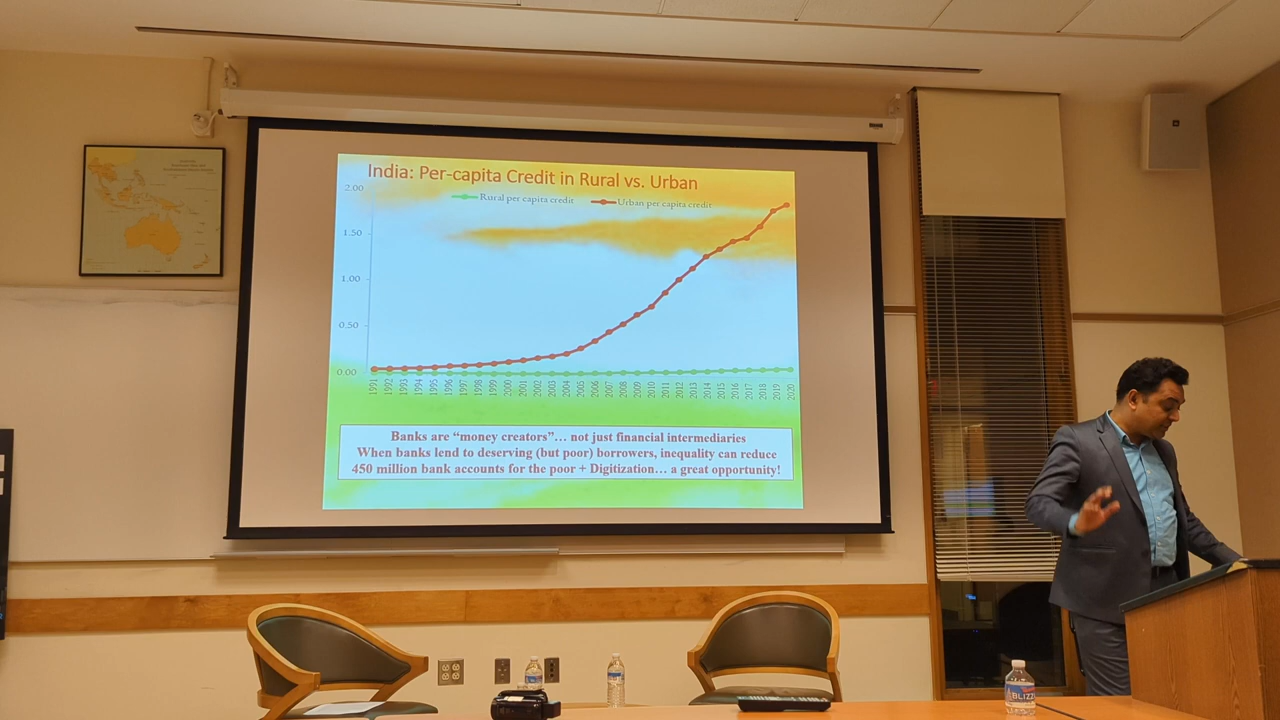 India: Per-capita Credit in Rural vs. Urban
Rural per capita credit Urban per capita credit
2.00
1.50
1.00
0.50
0.00
1991 1992 1993 1994 1995 1996 1997 1998 1999 2000 2001 2002 2003 2004 2005 2006 2007 2008 2009 2010 2011 2012 2013 2014 2015 2016 2017 2018 2019 2020
Banks are “money creators”… not just financial intermediaries
When banks lend to deserving (but poor) borrowers, inequality can reduce
450 million bank accounts for the poor + Digitization… a great opportunity!